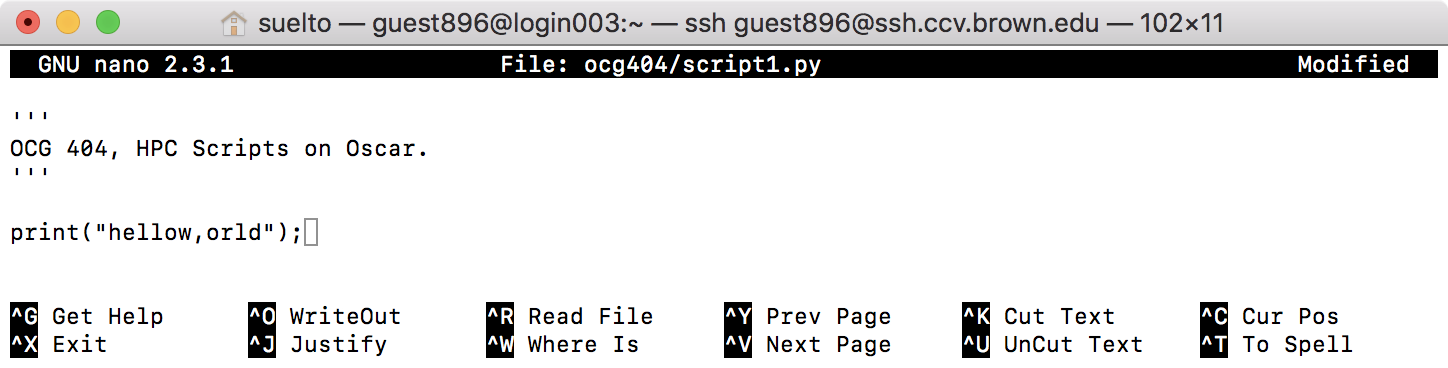 suelto — guest896@login003:~ — ssh guest896@ssh.ccv.brown.edu — 102×11
GNU nano 2.3.1 File: ocg404/script1.py Modified
'''
OCG 404, HPC Scripts on Oscar.
'''
print("hellow,orld");
^G Get Help ^O WriteOut ^R Read File ^Y Prev Page ^K Cut Text ^C Cur Pos
^X Exit ^J Justify ^W Where Is ^V Next Page ^U UnCut Text ^T To Spell